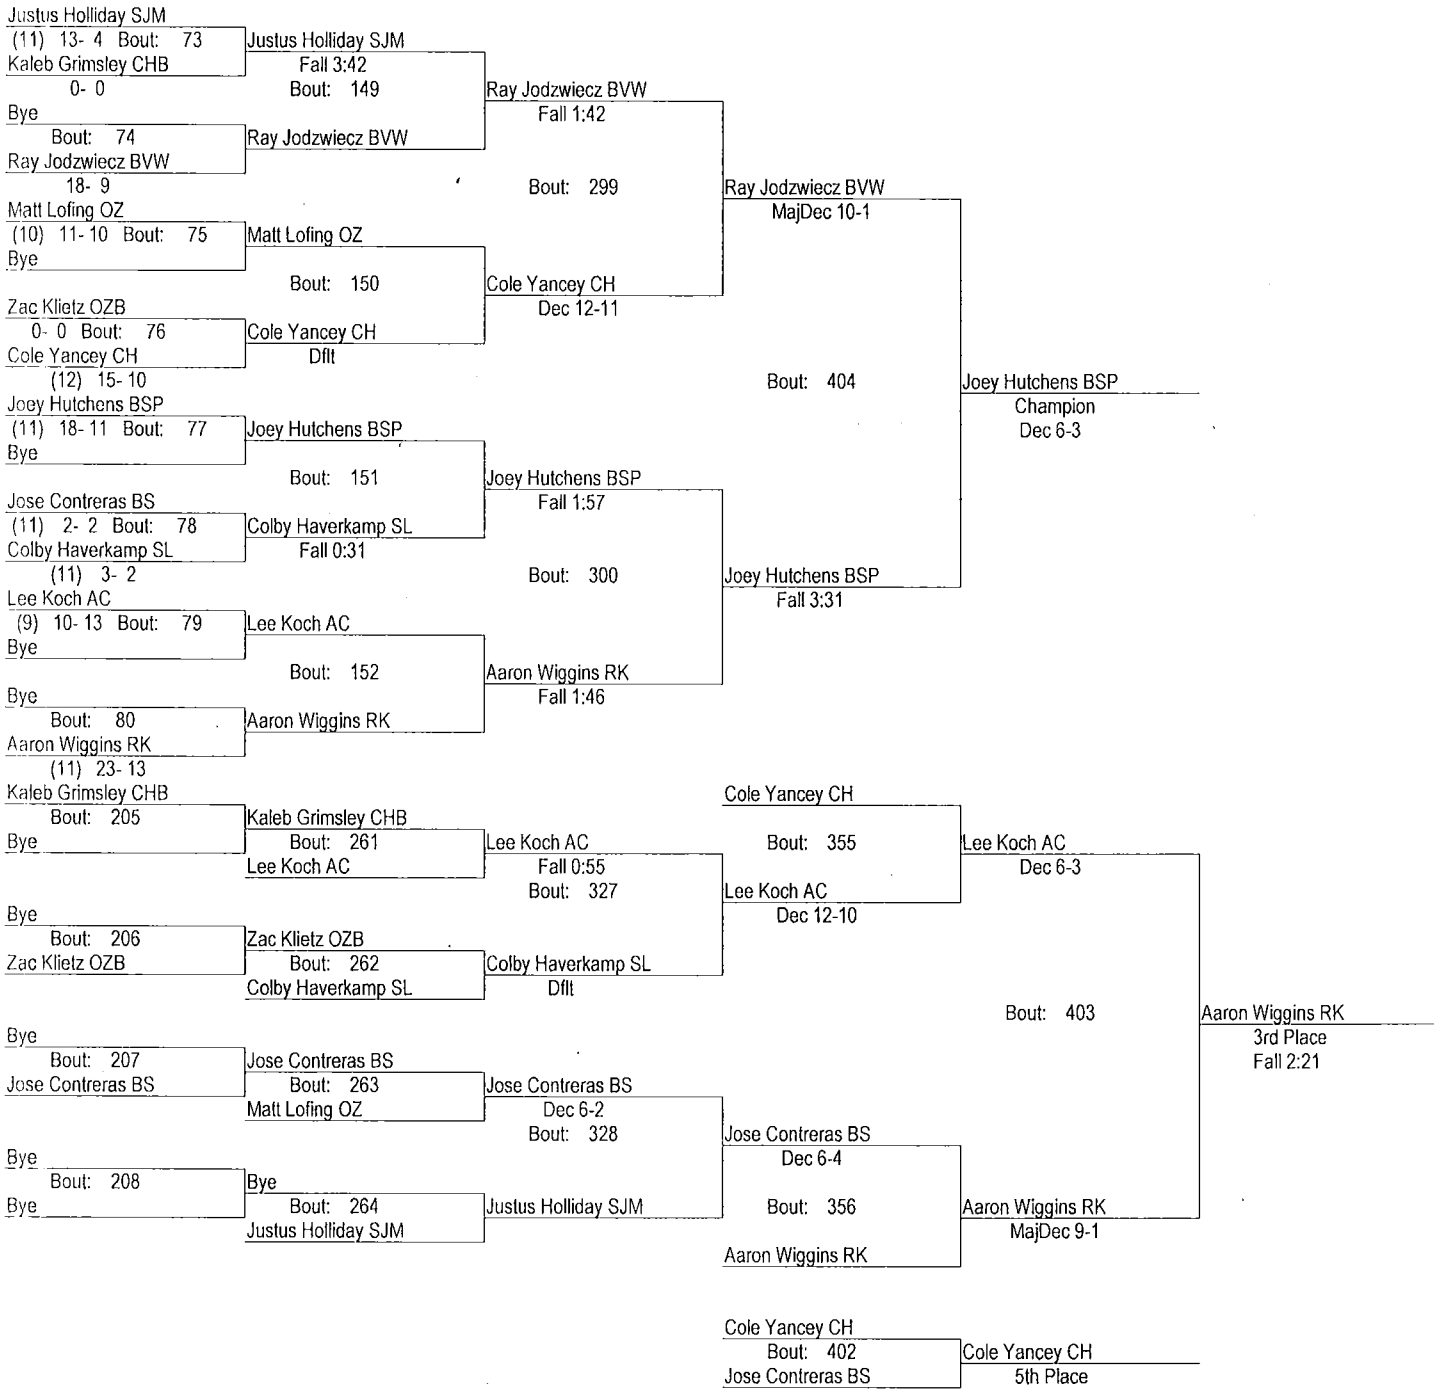 Justus Holliday SJM
(11) 13- 4 Bout: 73
Kaleb Grimsley CHB
0- 0
Bye
Bout: 74
Ray Jodzwiecz BVW
18- 9
Matt Lofing OZ
(10) 11- 10 Bout: 75
Bye
Zac Klietz OZB
0- 0 Bout: 76
Cole Yancey CH
(12) 15- 10
Joey Hutchens BSP
(11) 18- 11 Bout: 77
Bye
Jose Contreras BS
(11) 2- 2 Bout: 78
Colby Haverkamp SL
(11) 3- 2
Lee Koch AC
(9) 10- 13 Bout: 79
Bye
Bye
Bout: 80
Aaron Wiggins RK
(11) 23- 13
Justus Holliday SJM
Fall 3:42
Bout: 149
Ray Jodzwiecz BVW
Matt Lofing OZ
Bout: 150
Cole Yancey CH
Dflt
Joey Hutchens BSP
Bout: 151
Colby Haverkamp SL
Fall 0:31
Lee Koch AC
Bout: 152
Aaron Wiggins RK
Ray Jodzwiecz BVW
Fall 1:42
Bout: 299
Cole Yancey CH
Dec 12-11
Joey Hutchens BSP
Fall 1:57
Bout: 300
Aaron Wiggins RK
Fall 1:46
Ray Jodzwiecz BVW
MajDec 10-1
Bout: 404
Joey Hutchens BSP
Fall 3:31
Joey Hutchens BSP
Champion
Dec 6-3
Kaleb Grimsley CHB
Bout: 205
Bye
Bye
Bout: 206
Zac Klietz OZB
Bye
Bout: 207
Jose Contreras BS
Bye
Bout: 208
Bye
Kaleb Grimsley CHB
Bout: 261
Lee Koch AC
Zac Klietz OZB
Bout: 262
Colby Haverkamp SL
Jose Contreras BS
Bout: 263
Matt Lofing OZ
Bye
Bout: 264
Justus Holliday SJM
Lee Koch AC
Fall 0:55
Bout: 327
Colby Haverkamp SL
Dflt
Jose Contreras BS
Dec 6-2
Bout: 328
Justus Holliday SJM
Cole Yancey CH
Bout: 355
Lee Koch AC
Dec 12-10
Jose Contreras BS
Dec 6-4
Bout: 356
Aaron Wiggins RK
Lee Koch AC
Dec 6-3
Bout: 403
Aaron Wiggins RK
MajDec 9-1
Aaron Wiggins RK
3rd Place
Fall 2:21
Cole Yancey CH
Bout: 402
Jose Contreras BS
Cole Yancey CH
5th Place